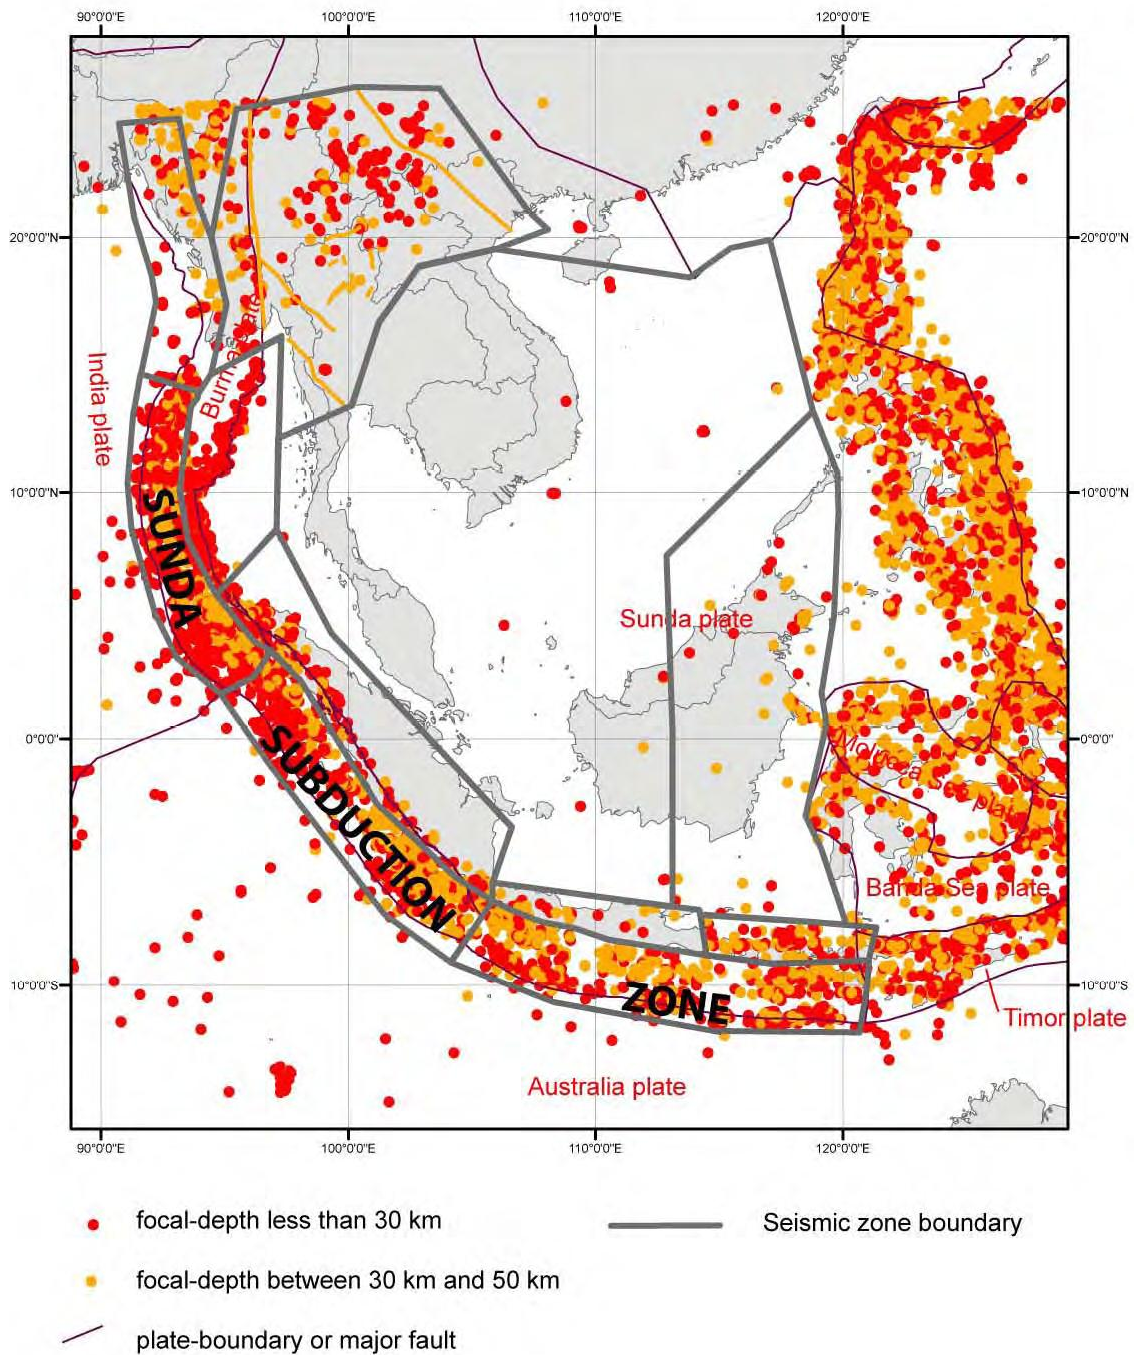 90°0'0"E 100°0'0"E 110°0'0"E 120°0'0"E
20°0'0"N 20°0'0"N
India plate
Burma plate
10°0'0"N 10°0'0"N
SUNDA
Sunda plate
0°0'0" 0°0'0"
SUBDUCTION
Molucca Sea plate
Banda Sea plate
10°0'0"S 10°0'0"S
ZONE
Timor plate
Australia plate
90°0'0"E 100°0'0"E 110°0'0"E 120°0'0"E
focal-depth less than 30 km
Seismic zone boundary
focal-depth between 30 km and 50 km
plate-boundary or major fault